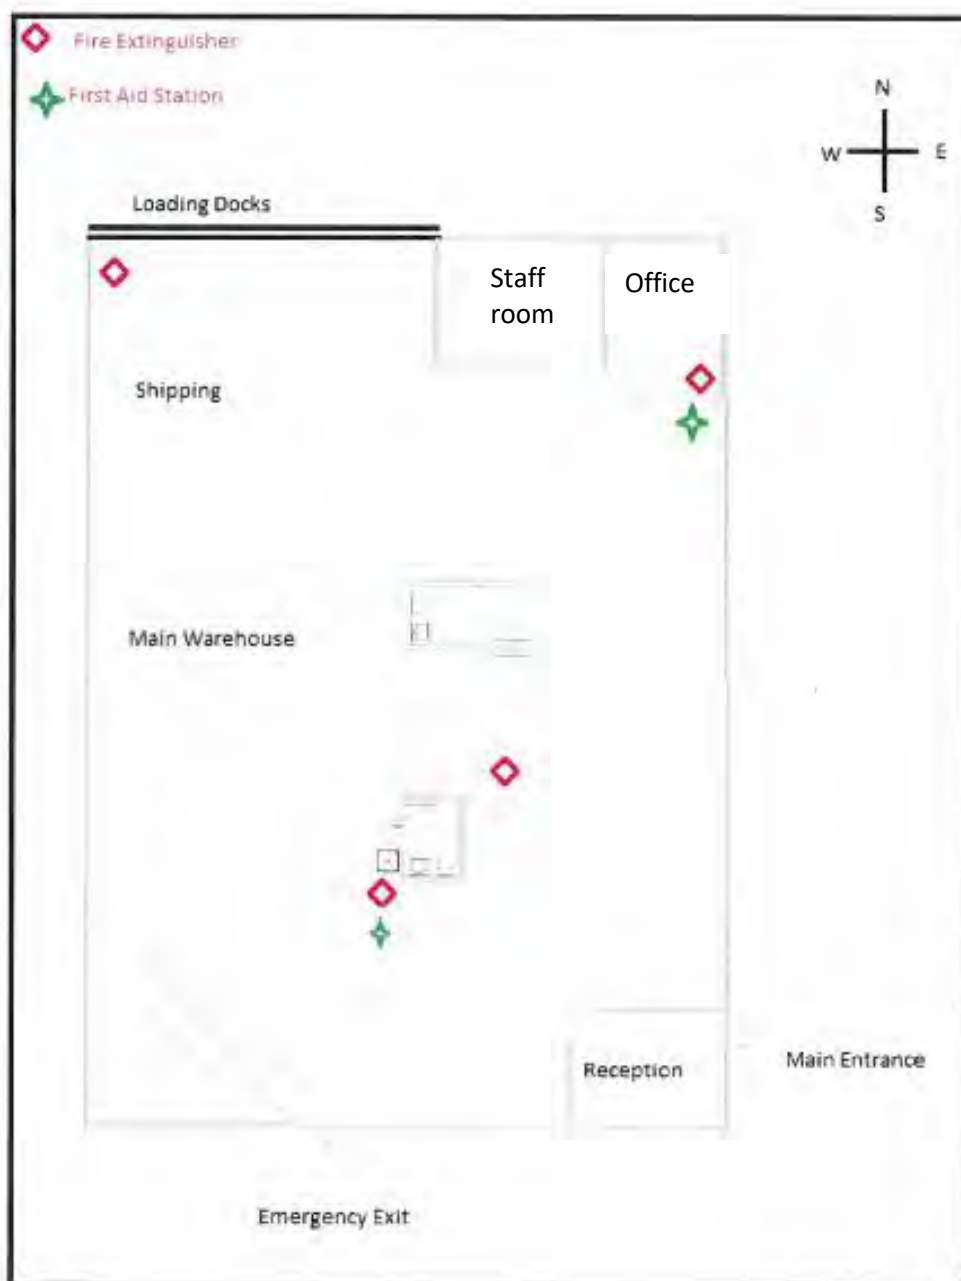 Fire Extinguisher
First Aid Station
N
W E
S
Loading Docks
Staff
room
Office
Shipping
Main Warehouse
Reception
Main Entrance
Emergency Exit